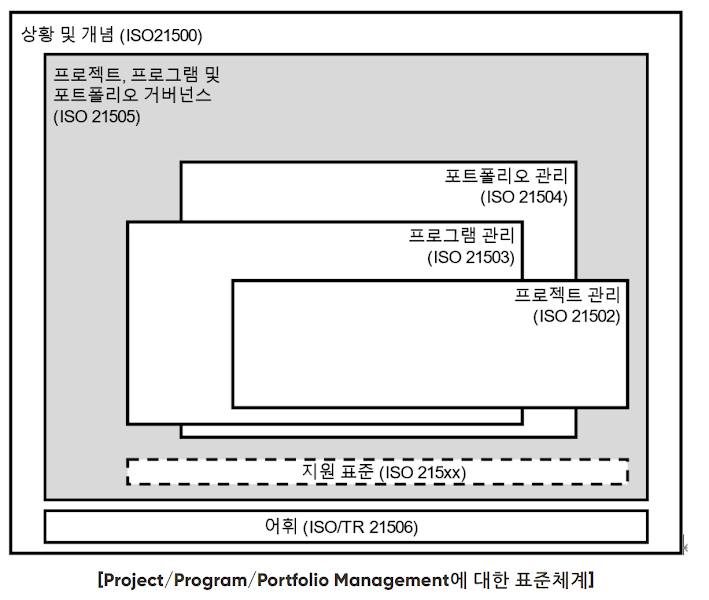 상황 및 개념 (ISO21500)
프로젝트, 프로그램 및
포트폴리오 거버넌스
(ISO 21505)
포트폴리오 관리
(ISO 21504)
프로그램 관리
(ISO 21503)
프로젝트 관리
(ISO 21502)
지원 표준 (ISO 215xx)
어휘 (ISO/TR 21506)
[Project/Program/Portfolio Management에 대한 표준체계]